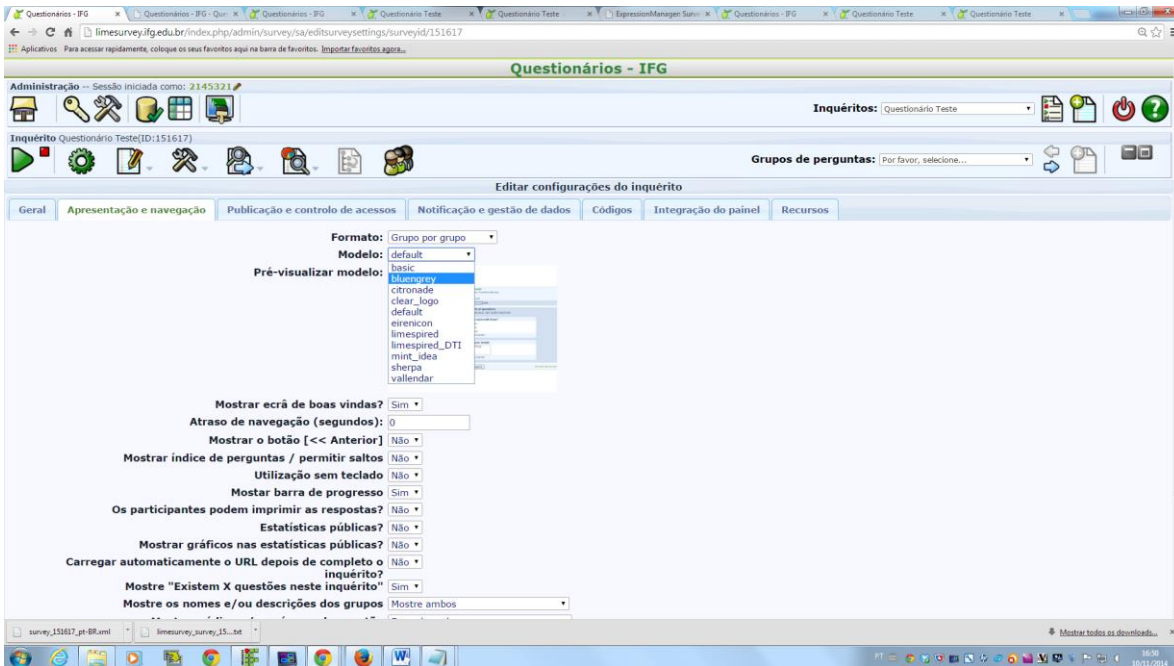 Questionários - IFG
Questionários - IFG - Que
Questionários - IFG
Questionário Teste
Questionário Teste
ExpressionManager: Surv
Questionários - IFG
Questionário Teste
Questionário Teste
limesurvey.ifg.edu.br/index.php/admin/survey/sa/editsurveysettings/surveyid/151617
Aplicativos Para acessar rapidamente, coloque os seus favoritos aqui na barra de favoritos. Importar favoritos agora...
Questionários - IFG
Administração -- Sessão iniciada como: 2145321
Inquéritos: Questionário Teste
Inquérito Questionário Teste(ID:151617)
Grupos de perguntas: Por favor, selecione...
Editar configurações do inquérito
Geral Apresentação e navegação Publicação e controlo de acessos Notificação e gestão de dados Códigos Integração do painel Recursos
Formato: Grupo por grupo
Modelo: default
Pré-visualizar modelo:
basic
bluengrey
citronade
clear_logo
default
eirenicon
limespired
limespired_DTI
mint_idea
sherpa
vallendar
Mostrar ecrã de boas vindas? Sim
Atraso de navegação (segundos): 0
Mostrar o botão [<< Anterior] Não
Mostrar índice de perguntas / permitir saltos Não
Utilização sem teclado Não
Mostar barra de progresso Sim
Os participantes podem imprimir as respostas? Não
Estatísticas públicas? Não
Mostrar gráficos nas estatísticas públicas? Não
Carregar automaticamente o URL depois de completo o Não
inquérito?
Mostre "Existem X questões neste inquérito" Sim
Mostre os nomes e/ou descrições dos grupos Mostre ambos
survey_151617_pt-BR.xml
limesurvey_survey_15....txt
Mostrar todos os downloads...
PT
16:50
10/11/2014